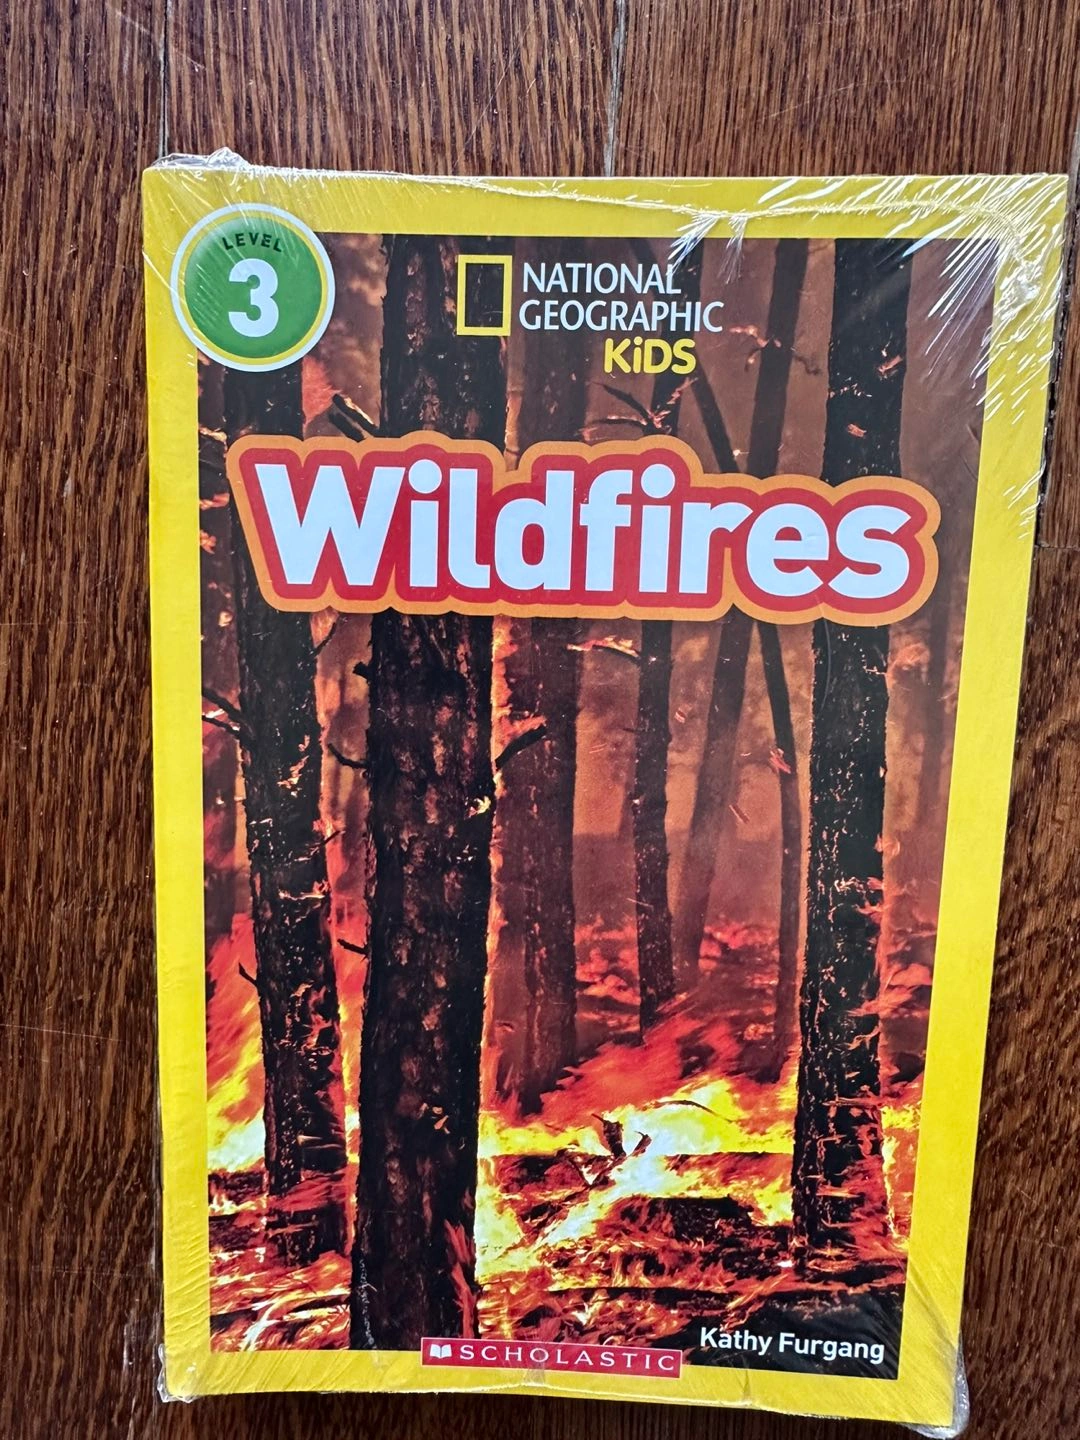 LEVEL
3
NATIONAL
GEOGRAPHIC
KiDS
Wildfires
Kathy Furgang
SCHOLASTIC